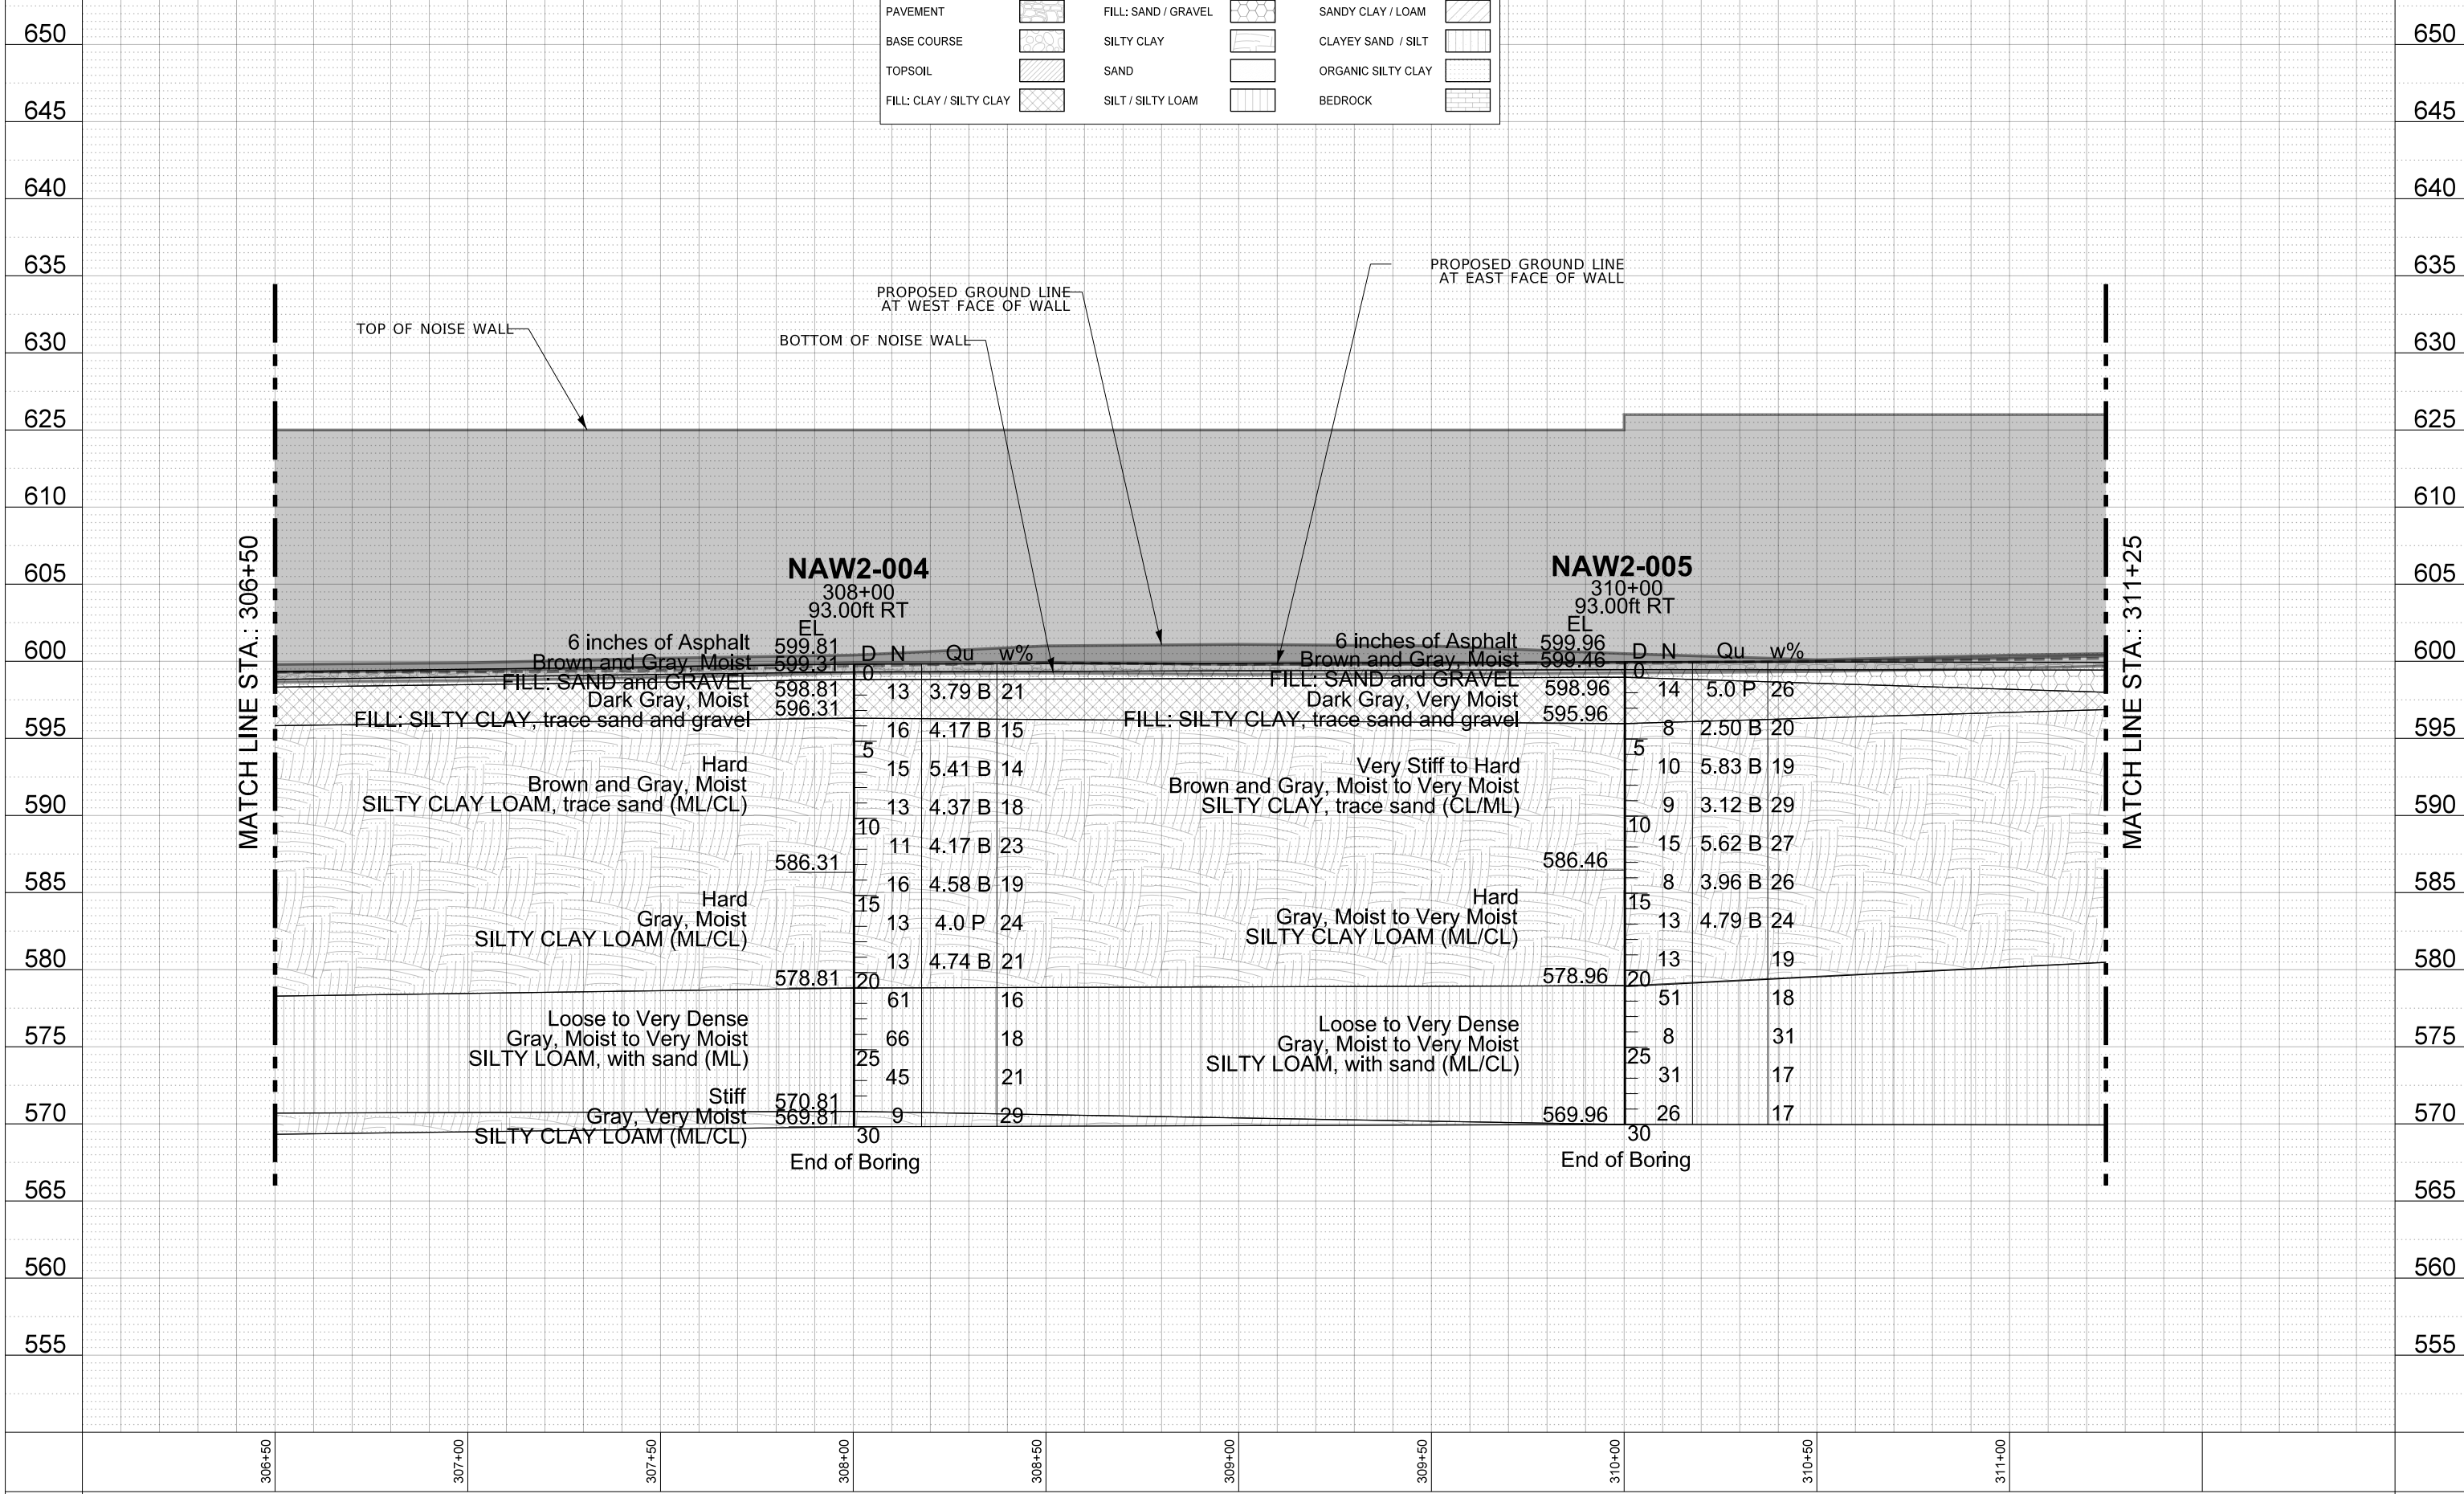 PAVEMENT FILL: SAND / GRAVEL SANDY CLAY / LOAM
BASE COURSE SILTY CLAY CLAYEY SAND / SILT
TOPSOIL SAND ORGANIC SILTY CLAY
FILL: CLAY / SILTY CLAY SILT / SILTY LOAM BEDROCK
650
645
640
635
630
625
610
605
600
595
590
585
580
575
570
565
560
555
PROPOSED GROUND LINE
AT EAST FACE OF WALL
PROPOSED GROUND LINE
AT WEST FACE OF WALL
TOP OF NOISE WALL
BOTTOM OF NOISE WALL
MATCH LINE STA.: 306+50
NAW2-004
308+00
93.00ft RT
EL
6 inches of Asphalt 599.81
Brown and Gray, Moist 599.31
FILL: SAND and GRAVEL 598.81
Dark Gray, Moist 596.31
FILL: SILTY CLAY, trace sand and gravel
Hard
Brown and Gray, Moist
SILTY CLAY LOAM, trace sand (ML/CL)
586.31
Hard
Gray, Moist
SILTY CLAY LOAM (ML/CL)
578.81
Loose to Very Dense
Gray, Moist to Very Moist
SILTY LOAM, with sand (ML)
Stiff 570.81
Gray, Very Moist 569.81
SILTY CLAY LOAM (ML/CL)
D N Qu w%
0
13 3.79 B 21
16 4.17 B 15
5
15 5.41 B 14
13 4.37 B 18
10
11 4.17 B 23
16 4.58 B 19
15
13 4.0 P 24
13 4.74 B 21
20
61 16
66 18
25
45 21
9 29
30
End of Boring
NAW2-005
310+00
93.00ft RT
EL
6 inches of Asphalt 599.96
Brown and Gray, Moist 599.46
FILL: SAND and GRAVEL 598.96
Dark Gray, Very Moist
FILL: SILTY CLAY, trace sand and gravel 595.96
Very Stiff to Hard
Brown and Gray, Moist to Very Moist
SILTY CLAY, trace sand (CL/ML)
586.46
Hard
Gray, Moist to Very Moist
SILTY CLAY LOAM (ML/CL)
578.96
Loose to Very Dense
Gray, Moist to Very Moist
SILTY LOAM, with sand (ML/CL)
569.96
D N Qu w%
0
14 5.0 P 26
8 2.50 B 20
5
10 5.83 B 19
9 3.12 B 29
10
15 5.62 B 27
8 3.96 B 26
15
13 4.79 B 24
13 19
20
51 18
8 31
25
31 17
26 17
30
End of Boring
MATCH LINE STA.: 311+25
650
645
640
635
630
625
610
605
600
595
590
585
580
575
570
565
560
555
306+50
307+00
307+50
308+00
308+50
309+00
309+50
310+00
310+50
311+00